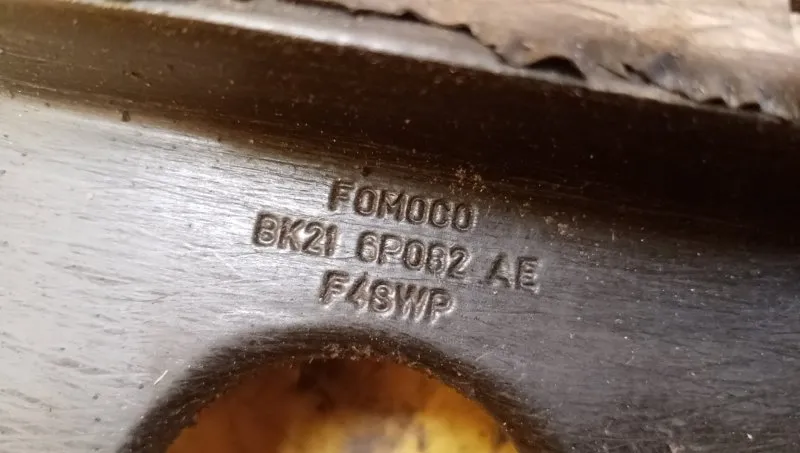 FOMOCO
BK21 6P082 AE
F4SWP